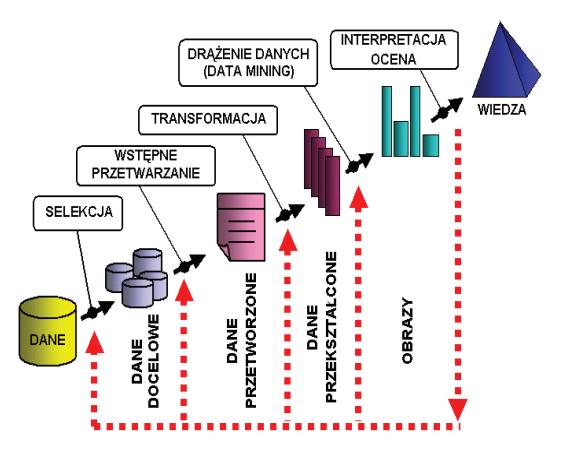 INTERPRETACJA
OCENA
DRĄŻENIE DANYCH
(DATA MINING)
WIEDZA
TRANSFORMACJA
WSTĘPNE
PRZETWARZANIE
SELEKCJA
DANE
DANE
DOCELOWE
DANE
PRZETWORZONE
DANE
PRZEKSZTAŁCONE
OBRAZY